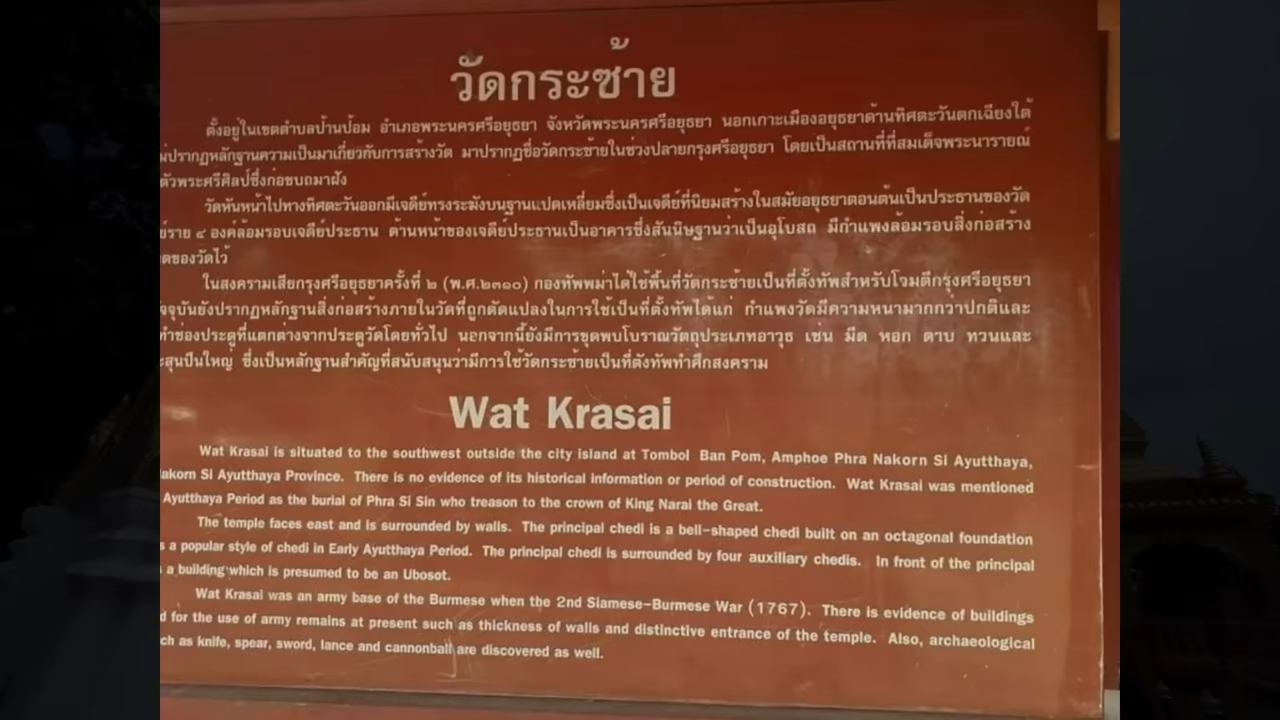 วัดกระซ้าย
ตั้งอยู่ในเขตตำบลบ้านป้อม อำเภอพระนครศรีอยุธยา จังหวัดพระนครศรีอยุธยา นอกเกาะเมืองอยุธยาด้านทิศตะวันตกเฉียงใต้
ปรากฏหลักฐานความเป็นมาเกี่ยวกับการสร้างวัด มาปรากฏชื่อวัดกระซ้ายในช่วงปลายกรุงศรีอยุธยา โดยเป็นสถานที่ที่สมเด็จพระนารายณ์
ตัวพระศรีศิลป์ซึ่งก่อขบถมาฝัง
วัดหันหน้าไปทางทิศตะวันออกมีเจดีย์ทรงระฆังบนฐานแปดเหลี่ยมซึ่งเป็นเจดีย์ที่นิยมสร้างในสมัยอยุธยาตอนต้นเป็นประธานของวัด
ย์ราย ๔ องค์ล้อมรอบเจดีย์ประธาน ด้านหน้าของเจดีย์ประธานเป็นอาคารซึ่งสันนิษฐานว่าเป็นอุโบสถ มีกำแพงล้อมรอบสิ่งก่อสร้าง
ดของวัดไว้
ในสงครามเสียกรุงศรีอยุธยาครั้งที่ ๒ (พ.ศ.๒๓๑๐) กองทัพพม่าได้ใช้พื้นที่วัดกระซ้ายเป็นที่ตั้งทัพสำหรับโจมตีกรุงศรีอยุธยา
จจุบันยังปรากฏหลักฐานสิ่งก่อสร้างภายในวัดที่ถูกดัดแปลงในการใช้เป็นที่ตั้งทัพได้แก่ กำแพงวัดมีความหนามากกว่าปกติและ
ทำช่องประตูที่แตกต่างจากประตูวัดโดยทั่วไป นอกจากนี้ยังมีการขุดพบโบราณวัตถุประเภทอาวุธ เช่น มีด หอก ดาบ ทวนและ
ะสุนปืนใหญ่ ซึ่งเป็นหลักฐานสำคัญที่สนับสนุนว่ามีการใช้วัดกระซ้ายเป็นที่ตั้งทัพทำศึกสงคราม
Wat Krasai
Wat Krasai is situated to the southwest outside the city island at Tombol Ban Pom, Amphoe Phra Nakorn Si Ayutthaya,
akorn Si Ayutthaya Province. There is no evidence of its historical information or period of construction. Wat Krasai was mentioned
Ayutthaya Period as the burial of Phra Si Sin who treason to the crown of King Narai the Great.
The temple faces east and is surrounded by walls. The principal chedi is a bell-shaped chedi built on an octagonal foundation
s a popular style of chedi in Early Ayutthaya Period. The principal chedi is surrounded by four auxiliary chedis. In front of the principal
a building which is presumed to be an Ubosot.
Wat Krasai was an army base of the Burmese when the 2nd Siamese-Burmese War (1767). There is evidence of buildings
d for the use of army remains at present such as thickness of walls and distinctive entrance of the temple. Also, archaeological
ch as knife, spear, sword, lance and cannonball are discovered as well.